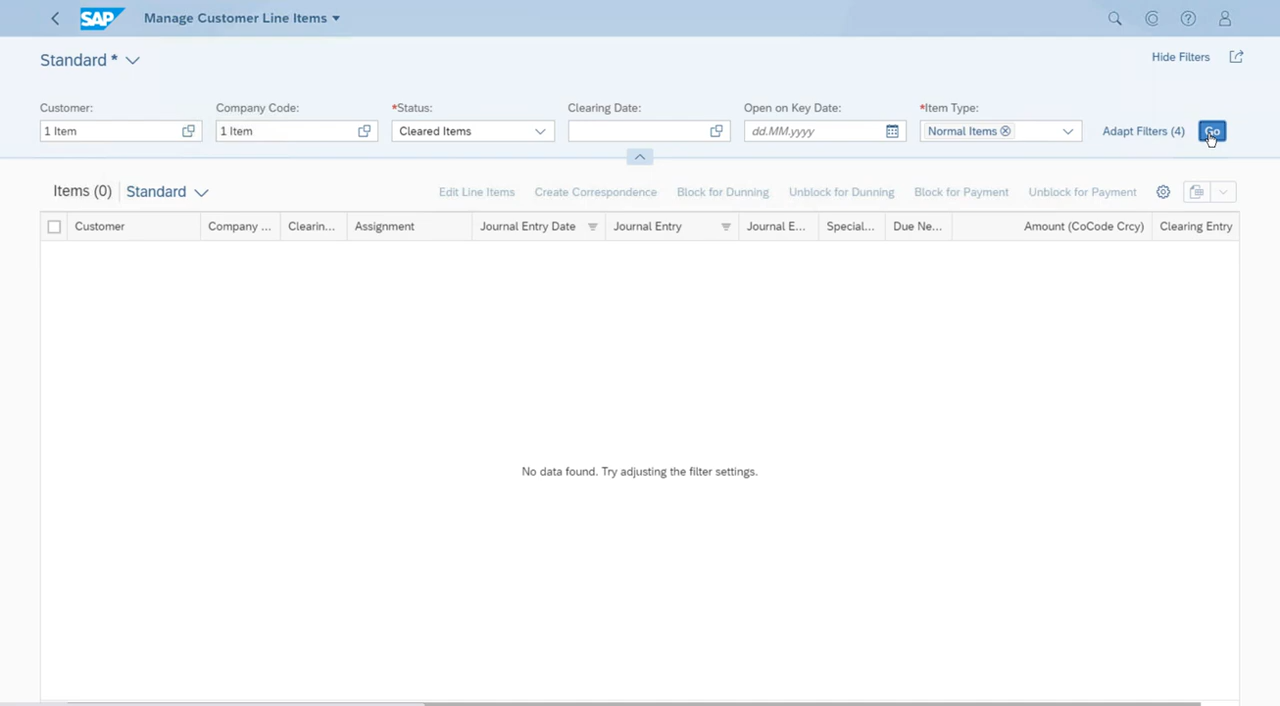 SAP Manage Customer Line Items
Standard *
Hide Filters
Customer: Company Code: *Status: Clearing Date: Open on Key Date: *Item Type:
1 Item 1 Item Cleared Items dd.MM.yyyy Normal Items Adapt Filters (4) Go
Items (0) Standard Edit Line Items Create Correspondence Block for Dunning Unblock for Dunning Block for Payment Unblock for Payment
Customer Company ... Clearin... Assignment Journal Entry Date Journal Entry Journal E... Special... Due Ne... Amount (CoCode Crcy) Clearing Entry
No data found. Try adjusting the filter settings.